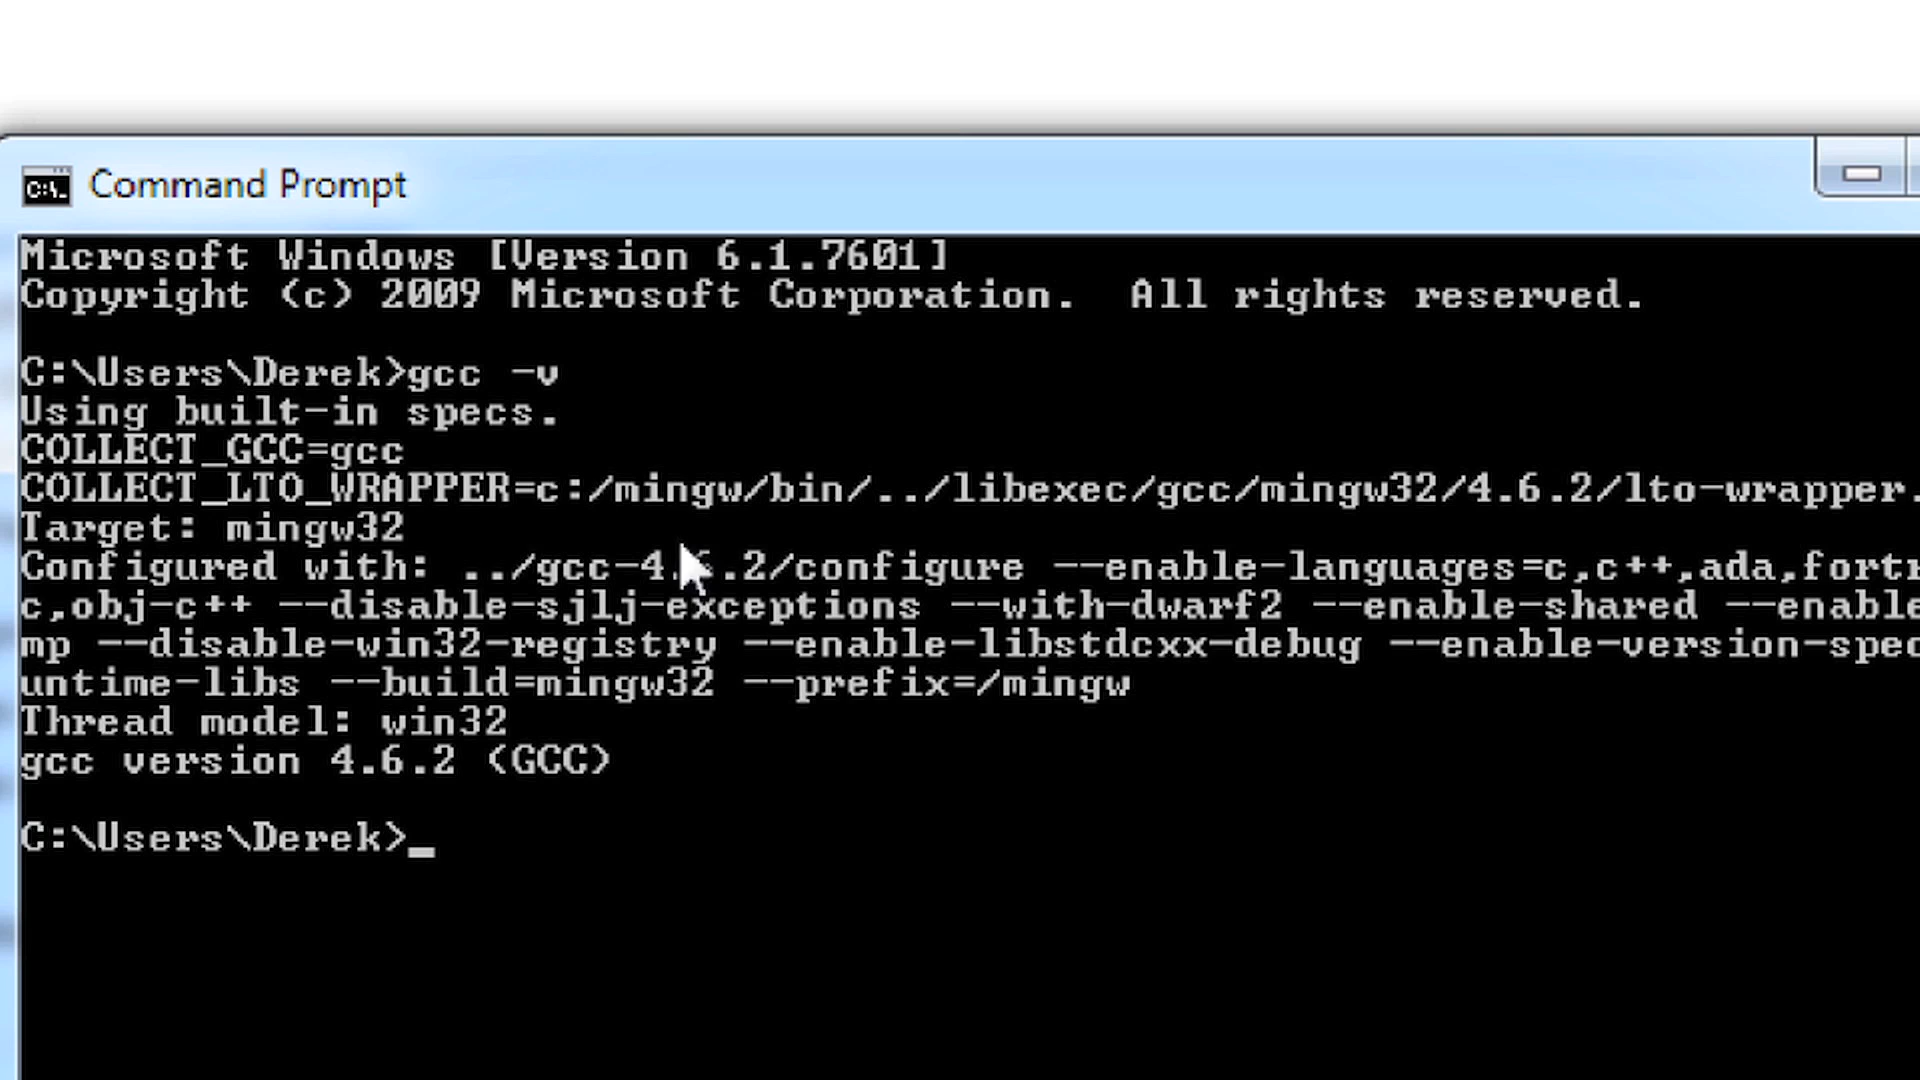 Command Prompt
Microsoft Windows [Version 6.1.7601]
Copyright (c) 2009 Microsoft Corporation.  All rights reserved.
C:\Users\Derek>gcc -v
Using built-in specs.
COLLECT_GCC=gcc
COLLECT_LTO_WRAPPER=c:/mingw/bin/../libexec/gcc/mingw32/4.6.2/lto-wrapper.
Target: mingw32
Configured with: ../gcc-4.6.2/configure --enable-languages=c,c++,ada,fortr
c,obj-c++ --disable-sjlj-exceptions --with-dwarf2 --enable-shared --enable
mp --disable-win32-registry --enable-libstdcxx-debug --enable-version-spec
untime-libs --build=mingw32 --prefix=/mingw
Thread model: win32
gcc version 4.6.2 (GCC)
C:\Users\Derek>_